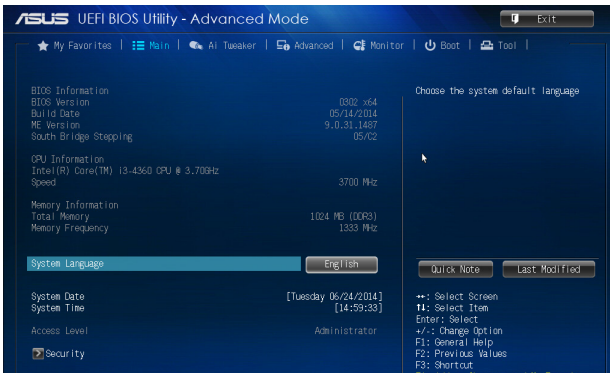 ASUS UEFI BIOS Utility - Advanced Mode
Exit
My Favorites | Main | Ai Tweaker | Advanced | Monitor | Boot | Tool |
BIOS Information
BIOS Version 0302 x64
Build Date 05/14/2014
ME Version 9.0.31.1487
South Bridge Stepping 05/C2
CPU Information
Intel(R) Core(TM) i3-4360 CPU @ 3.70GHz
Speed 3700 MHz
Memory Information
Total Memory 1024 MB (DDR3)
Memory Frequency 1333 MHz
System Language English
System Date [Tuesday 06/24/2014]
System Time [14:59:33]
Access Level Administrator
Security
Choose the system default language
Quick Note Last Modified
→←: Select Screen
↑↓: Select Item
Enter: Select
+/-: Change Option
F1: General Help
F2: Previous Values
F3: Shortcut